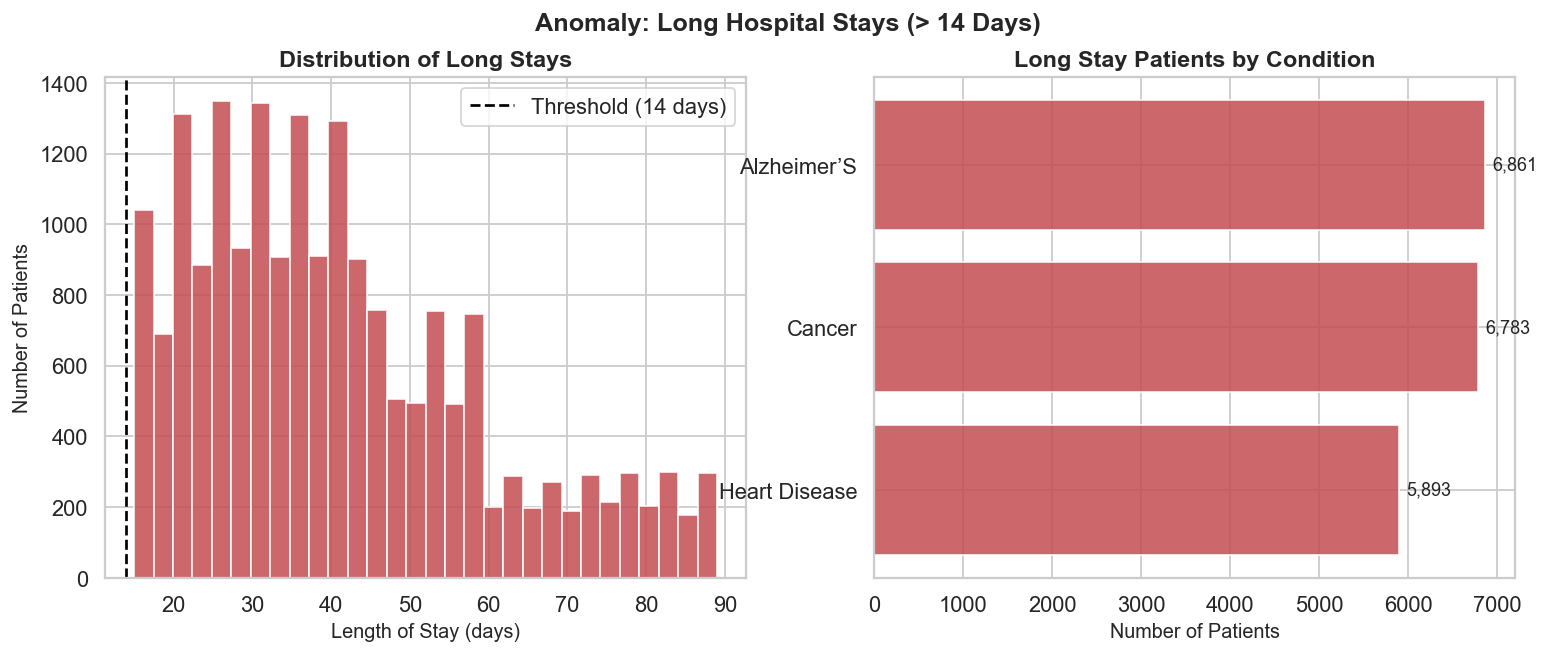 Anomaly: Long Hospital Stays (> 14 Days)
Distribution of Long Stays
Threshold (14 days)
Number of Patients
1400
1200
1000
800
600
400
200
0
20 30 40 50 60 70 80 90
Length of Stay (days)
Long Stay Patients by Condition
Alzheimer’S 6,861
Cancer 6,783
Heart Disease 5,893
0 1000 2000 3000 4000 5000 6000 7000
Number of Patients